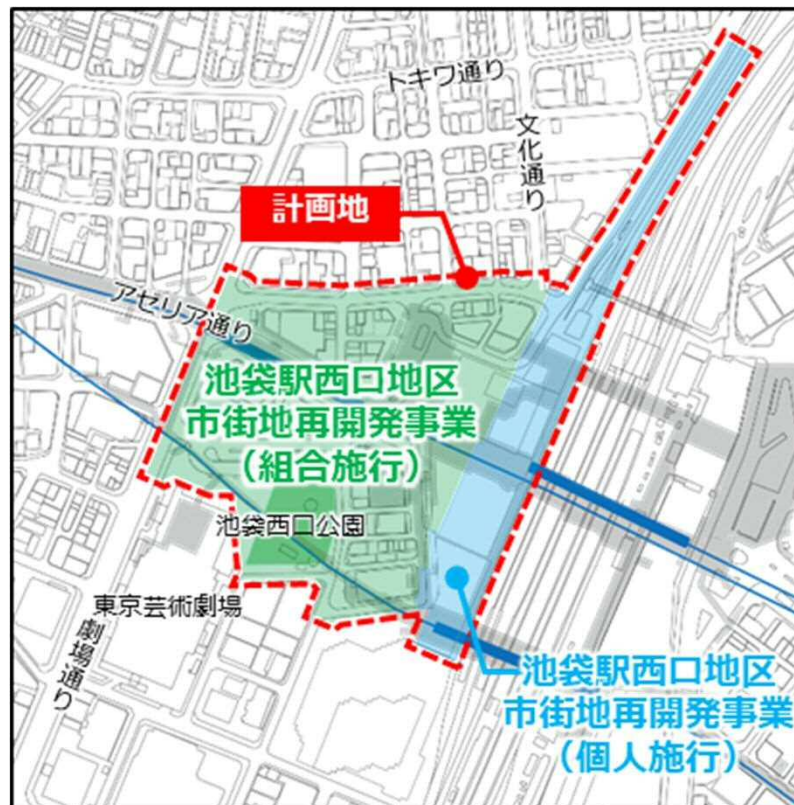 トキワ通り
文化通り
計画地
アゼリア通り
池袋駅西口地区
市街地再開発事業
（組合施行）
池袋西口公園
東京芸術劇場
劇場通り
池袋駅西口地区
市街地再開発事業
（個人施行）